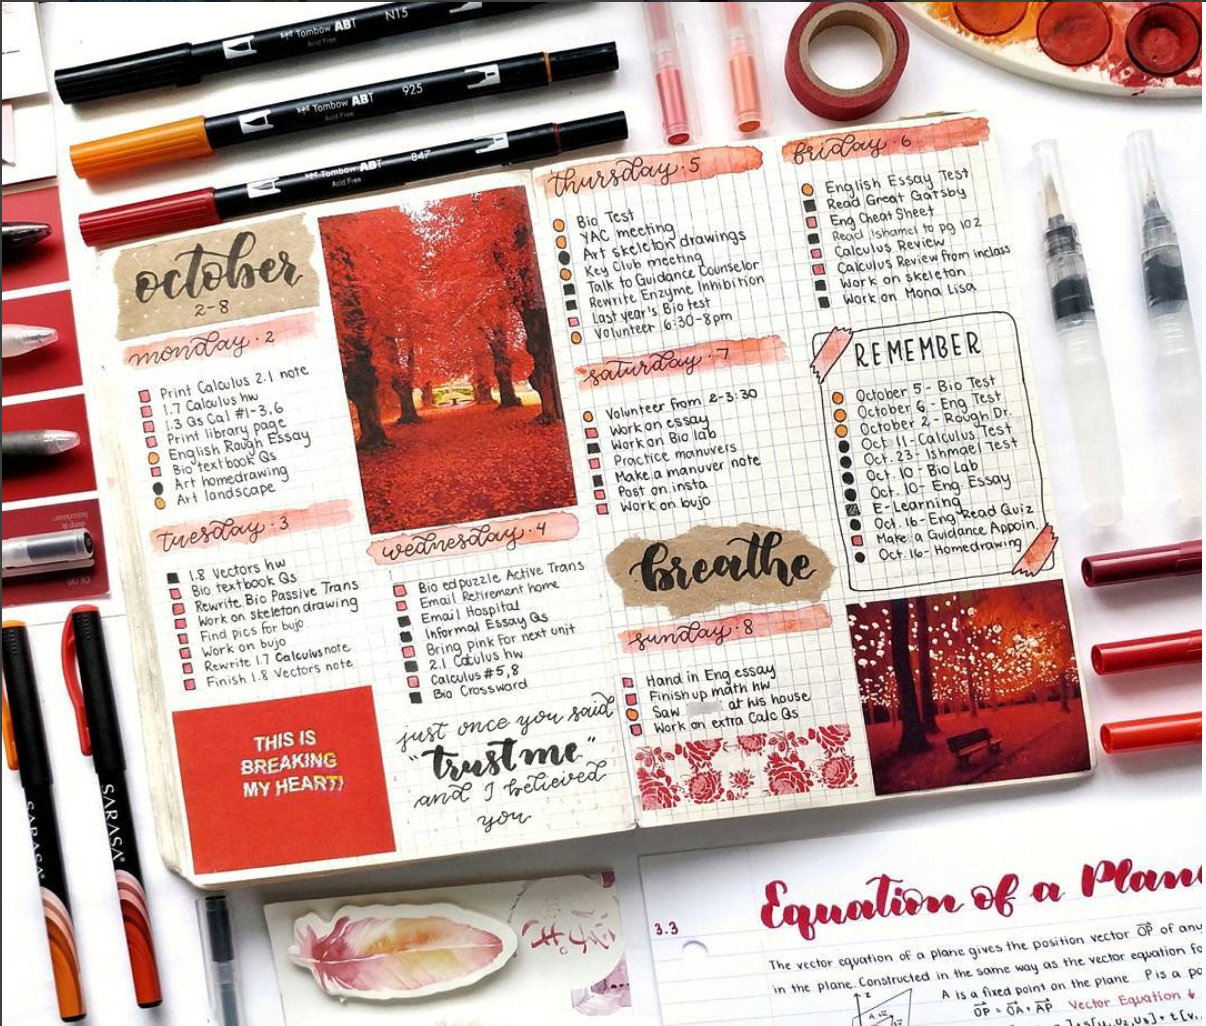 Tombow ABT N15
Acid Free
Tombow ABT 925
Acid Free
Tombow ABT 847
Acid Free
october
2-8
monday · 2
Print Calculus 2.1 note
1.7 Calculus hw
1.3 Qs Cal #1-3,6
Print library page
English Rough Essay
Bio textbook Qs
Art homedrawing
Art landscape
tuesday · 3
1.8 Vectors hw
Bio textbook Qs
Rewrite Bio Passive Trans
Work on skeleton drawing
Find pics for bujo
Work on bujo
Rewrite 1.7 Calculus note
Finish 1.8 Vectors note
THIS IS
BREAKING
MY HEART!
wednesday · 4
Bio edpuzzle Active Trans
Email Retirement home
Email Hospital
Informal Essay Qs
Bring pink for next unit
2.1 Calculus hw
Calculus #5,8
Bio Crossword
just once you said
"trust me"
and I believed
you
thursday · 5
Bio Test
YAC meeting
Art skeleton drawings
Key Club meeting
Talk to Guidance Counselor
Rewrite Enzyme Inhibition
Last year's Bio test
Volunteer 6:30-8pm
friday · 6
English Essay Test
Read Great Gatsby
Eng Cheat Sheet
Read Ishamel to pg 102
Calculus Review
Calculus Review from inclass
Work on skeleton
Work on Mona Lisa
saturday · 7
Volunteer from 2-3:30
Work on essay
Work on Bio lab
Practice manuvers
Make a manuver note
Post on insta
Work on bujo
REMEMBER
October 5 - Bio Test
October 6 - Eng Test
October 2 - Rough Dr.
Oct. 11 - Calculus Test
Oct. 23 - Ishmael Test
Oct. 10 - Bio Lab
Oct. 10 - Eng Essay
E-Learning
Oct. 16 - Eng Read Quiz
Make a Guidance Appoin.
Oct. 16 - Homedrawing
breathe
sunday · 8
Hand in Eng essay
Finish up math hw
Saw at his house
Work on extra Calc Qs
SARASA
SARASA
3.3
Equation of a Plane
The vector equation of a plane gives the position vector OP of any
in the plane. Constructed in the same way as the vector equation fo
A is a fixed point on the plane P is a po
OP = OA + AP Vector Equation ↓